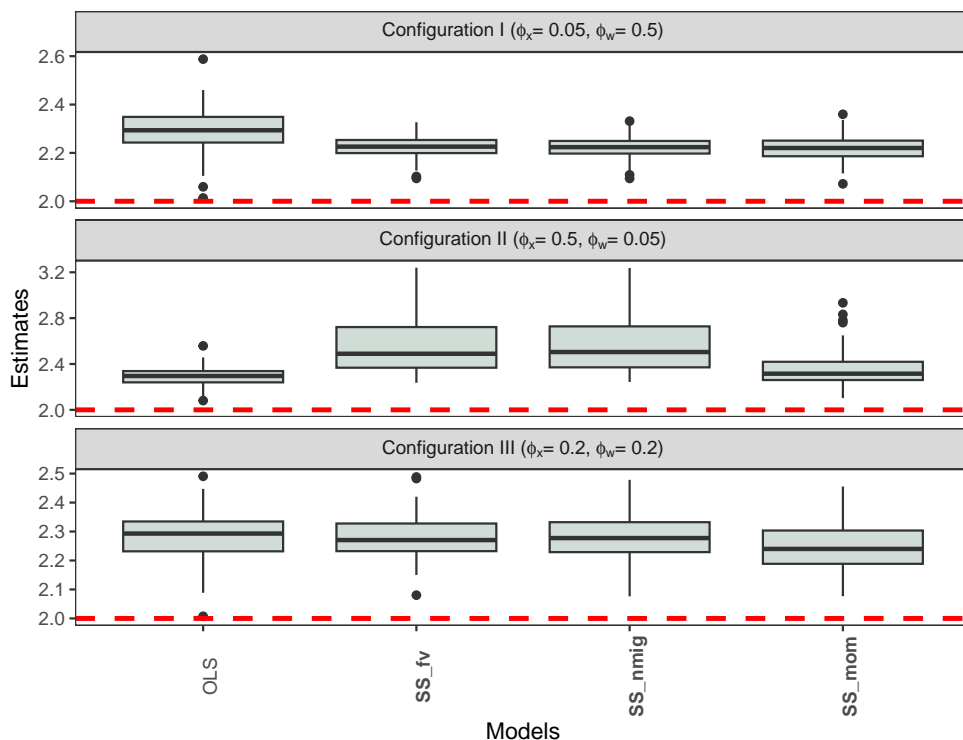 Configuration I (ϕx= 0.05, ϕw= 0.5)
2.6
2.4
2.2
2.0
Configuration II (ϕx= 0.5, ϕw= 0.05)
3.2
2.8
2.4
2.0
Configuration III (ϕx= 0.2, ϕw= 0.2)
2.5
2.4
2.3
2.2
2.1
2.0
Estimates
OLS
SS_fv
SS_nmig
SS_mom
Models